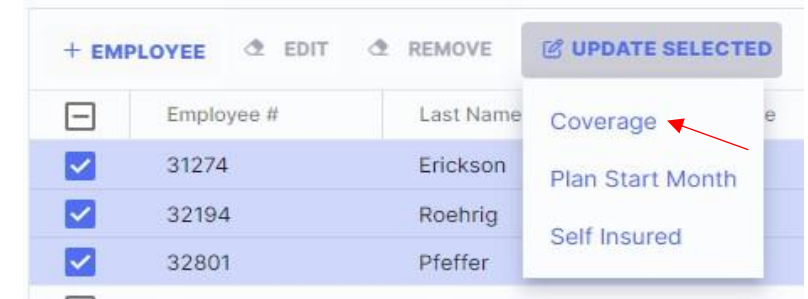 + EMPLOYEE EDIT REMOVE UPDATE SELECTED
Employee # Last Name e
31274 Erickson
32194 Roehrig
32801 Pfeffer
Coverage
Plan Start Month
Self Insured